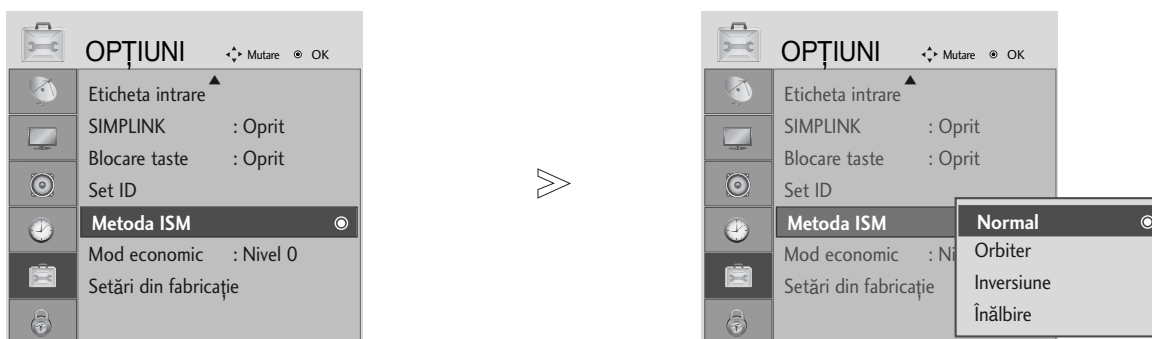 OPȚIUNI Mutare OK
Eticheta intrare
SIMPLINK : Oprit
Blocare taste : Oprit
Set ID
Metoda ISM
Mod economic : Nivel 0
Setări din fabricație
OPȚIUNI Mutare OK
Eticheta intrare
SIMPLINK : Oprit
Blocare taste : Oprit
Set ID
Metoda ISM
Mod economic : Ni
Setări din fabricație
Normal
Orbiter
Inversiune
Înălbire